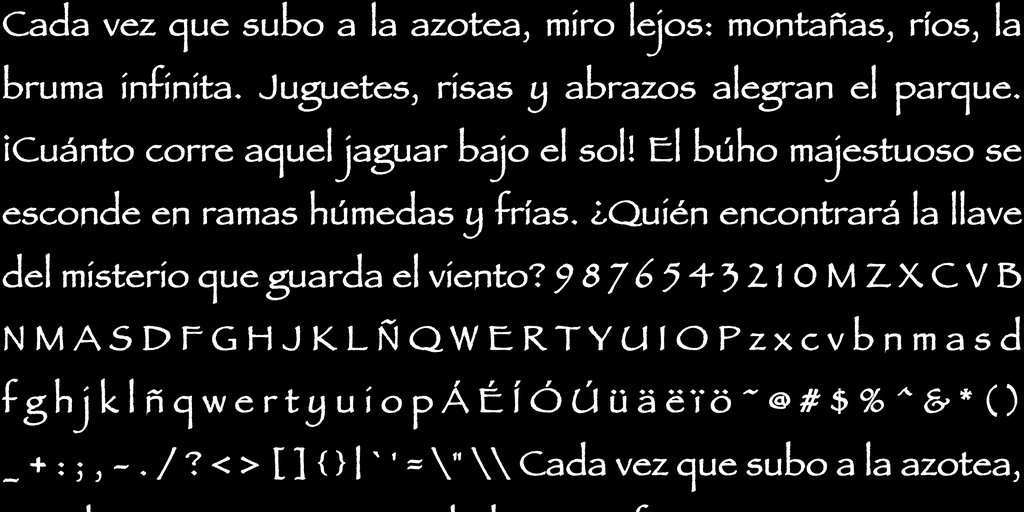 Cada vez que subo a la azotea, miro lejos: montañas, ríos, la
bruma infinita. Juguetes, risas y abrazos alegran el parque.
¡Cuánto corre aquel jaguar bajo el sol! El búho majestuoso se
esconde en ramas húmedas y frías. ¿Quién encontrará la llave
del misterio que guarda el viento? 9 8 7 6 5 4 3 2 1 0 M Z X C V B
N M A S D F G H J K L Ñ Q W E R T Y U I O P z x c v b n m a s d
f g h j k l ñ q w e r t y u i o p Á É Í Ó Ú ü ä ë ï ö ~ @ # $ % ^ & * ( )
_ + : ; , - . / ? < > [ ] { } | ` ' = \ " \ \ Cada vez que subo a la azotea,